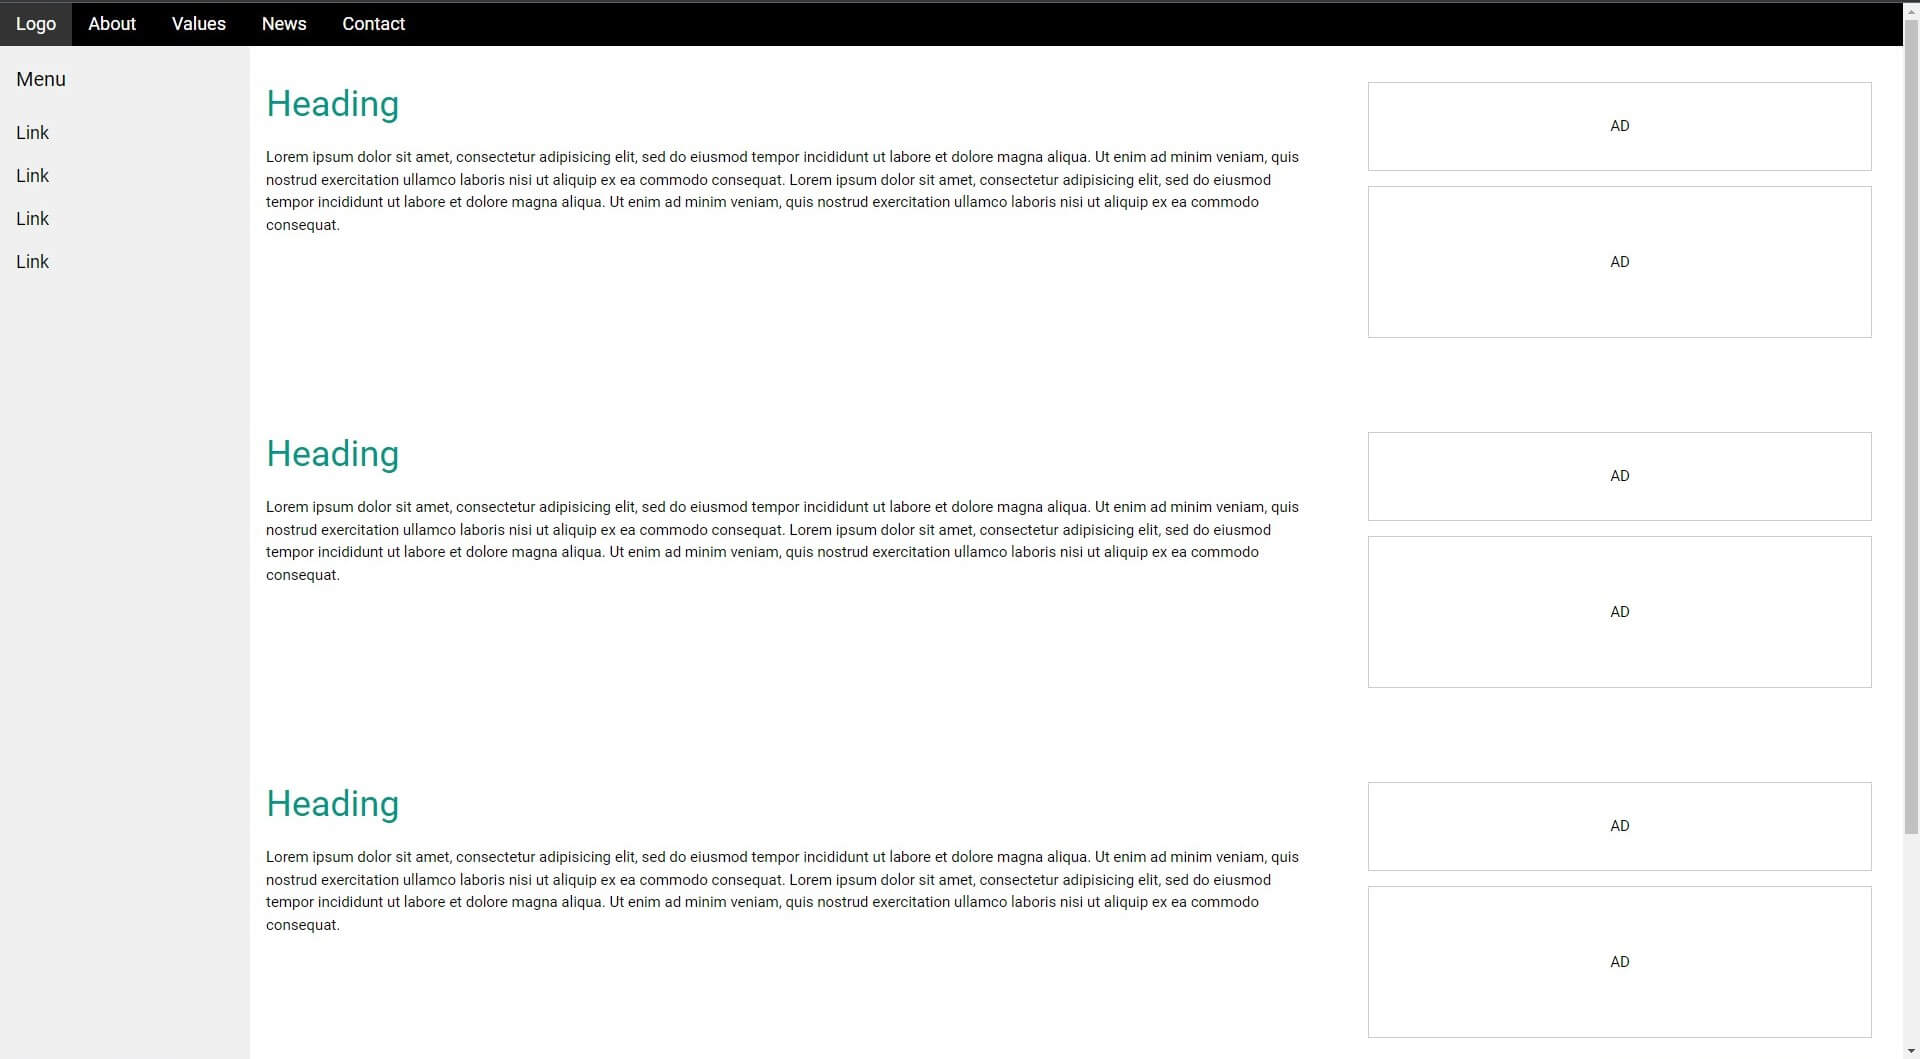 Logo About Values News Contact
Menu
Link
Link
Link
Link
Heading
Lorem ipsum dolor sit amet, consectetur adipisicing elit, sed do eiusmod tempor incididunt ut labore et dolore magna aliqua. Ut enim ad minim veniam, quis
nostrud exercitation ullamco laboris nisi ut aliquip ex ea commodo consequat. Lorem ipsum dolor sit amet, consectetur adipisicing elit, sed do eiusmod
tempor incididunt ut labore et dolore magna aliqua. Ut enim ad minim veniam, quis nostrud exercitation ullamco laboris nisi ut aliquip ex ea commodo
consequat.
AD
AD
Heading
Lorem ipsum dolor sit amet, consectetur adipisicing elit, sed do eiusmod tempor incididunt ut labore et dolore magna aliqua. Ut enim ad minim veniam, quis
nostrud exercitation ullamco laboris nisi ut aliquip ex ea commodo consequat. Lorem ipsum dolor sit amet, consectetur adipisicing elit, sed do eiusmod
tempor incididunt ut labore et dolore magna aliqua. Ut enim ad minim veniam, quis nostrud exercitation ullamco laboris nisi ut aliquip ex ea commodo
consequat.
AD
AD
Heading
Lorem ipsum dolor sit amet, consectetur adipisicing elit, sed do eiusmod tempor incididunt ut labore et dolore magna aliqua. Ut enim ad minim veniam, quis
nostrud exercitation ullamco laboris nisi ut aliquip ex ea commodo consequat. Lorem ipsum dolor sit amet, consectetur adipisicing elit, sed do eiusmod
tempor incididunt ut labore et dolore magna aliqua. Ut enim ad minim veniam, quis nostrud exercitation ullamco laboris nisi ut aliquip ex ea commodo
consequat.
AD
AD